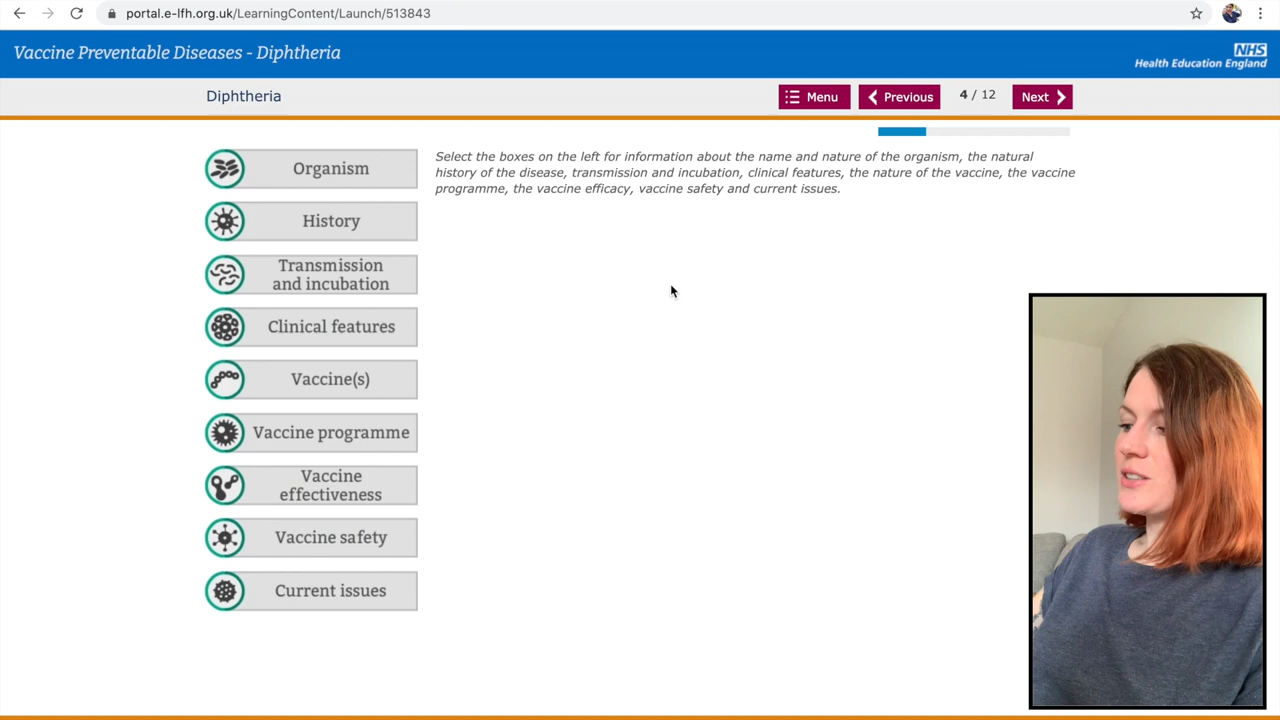 portal.e-lfh.org.uk/LearningContent/Launch/513843
Vaccine Preventable Diseases - Diphtheria
NHS
Health Education England
Diphtheria
Menu
Previous
4 / 12
Next
Organism
History
Transmission
and incubation
Clinical features
Vaccine(s)
Vaccine programme
Vaccine
effectiveness
Vaccine safety
Current issues
Select the boxes on the left for information about the name and nature of the organism, the natural
history of the disease, transmission and incubation, clinical features, the nature of the vaccine, the vaccine
programme, the vaccine efficacy, vaccine safety and current issues.